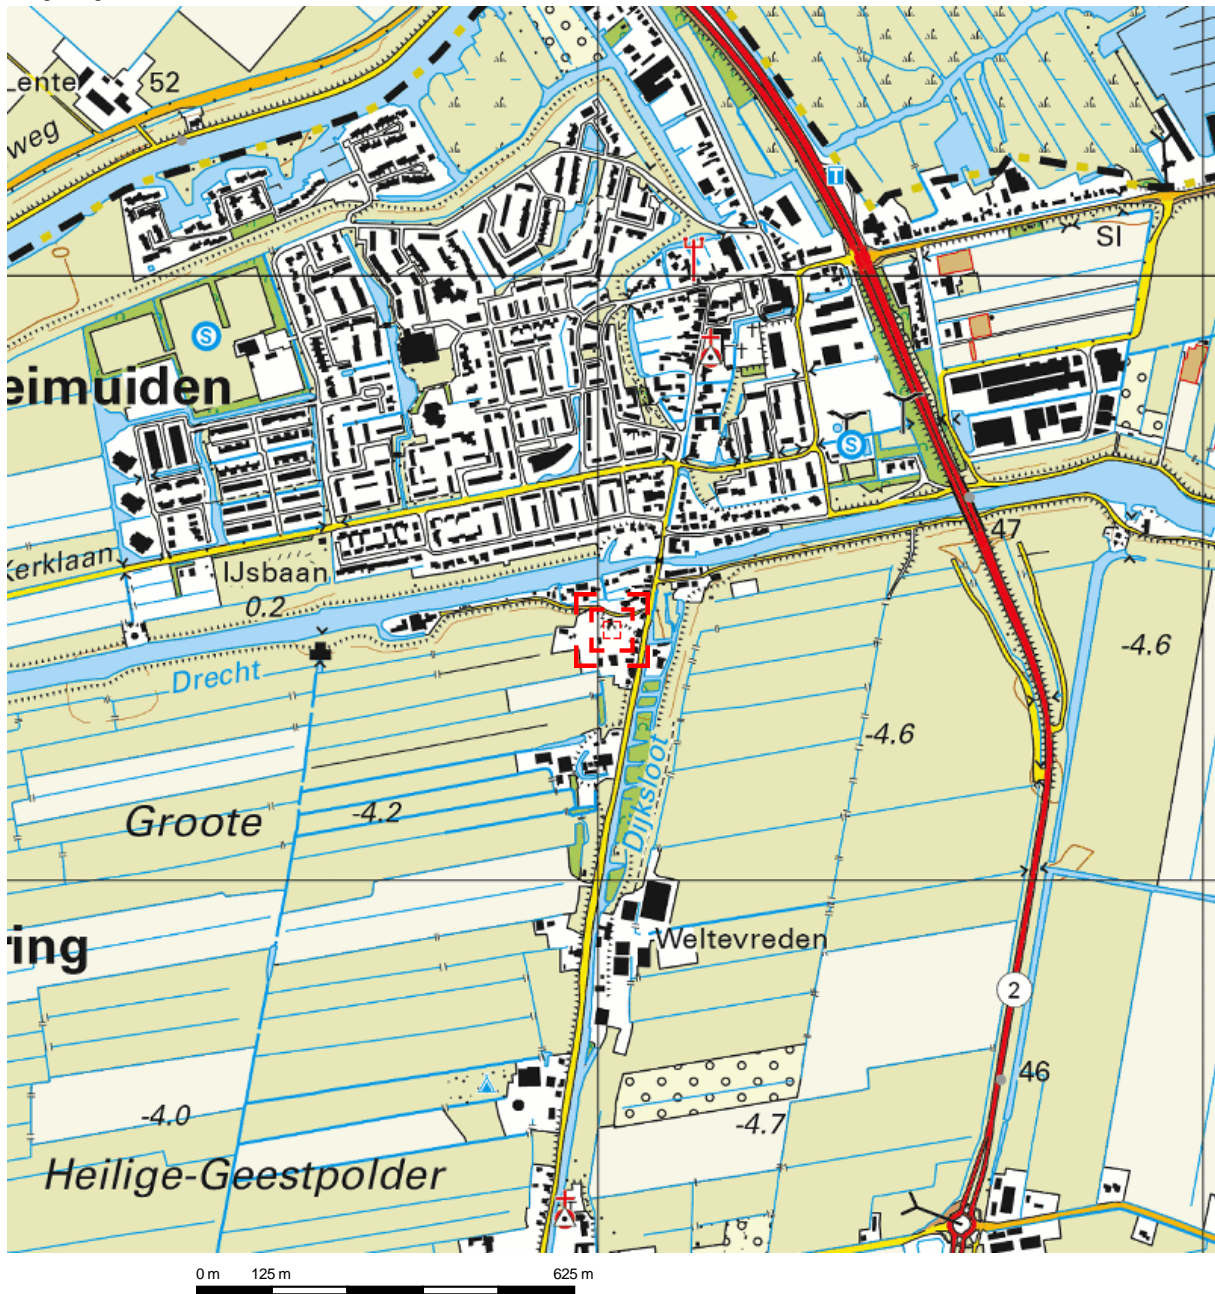 Lente
52
weg
T
SI
S
eimuiden
S
47
Kerklaan
IJsbaan
0.2
-4.6
Drecht
-4.6
Dijksloot
Groote
-4.2
ring
Weltevreden
2
46
-4.0
-4.7
Heilige-Geestpolder
0 m 125 m 625 m